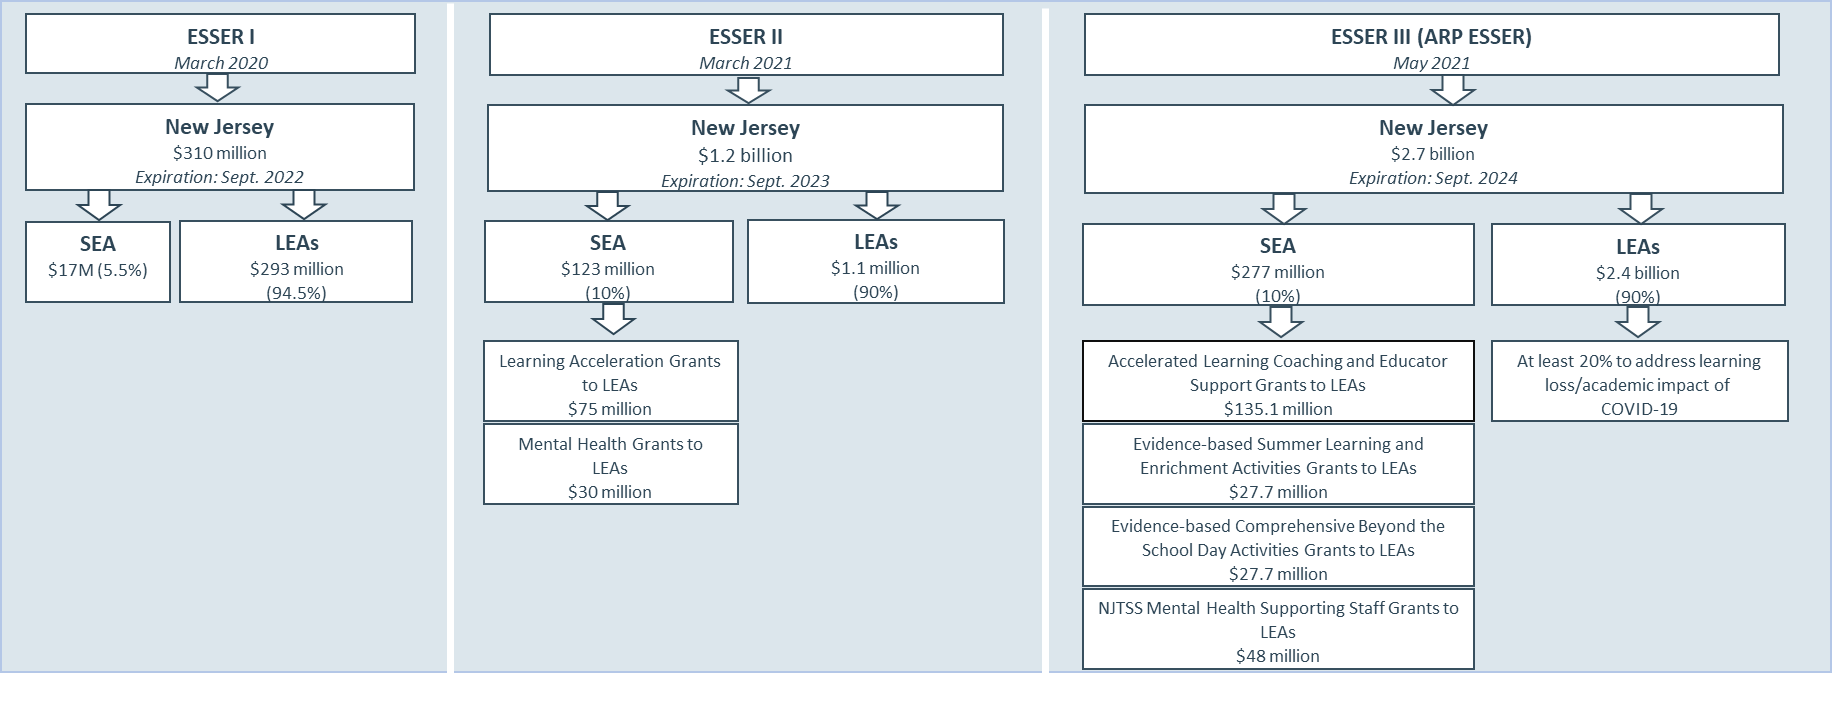 ESSER I
March 2020
New Jersey
$310 million
Expiration: Sept. 2022
SEA
$17M (5.5%)
LEAs
$293 million
(94.5%)
ESSER II
March 2021
New Jersey
$1.2 billion
Expiration: Sept. 2023
SEA
$123 million
(10%)
LEAs
$1.1 million
(90%)
Learning Acceleration Grants
to LEAs
$75 million
Mental Health Grants to
LEAs
$30 million
ESSER III (ARP ESSER)
May 2021
New Jersey
$2.7 billion
Expiration: Sept. 2024
SEA
$277 million
(10%)
LEAs
$2.4 billion
(90%)
Accelerated Learning Coaching and Educator
Support Grants to LEAs
$135.1 million
Evidence-based Summer Learning and
Enrichment Activities Grants to LEAs
$27.7 million
Evidence-based Comprehensive Beyond the
School Day Activities Grants to LEAs
$27.7 million
NJTSS Mental Health Supporting Staff Grants to
LEAs
$48 million
At least 20% to address learning
loss/academic impact of
COVID-19